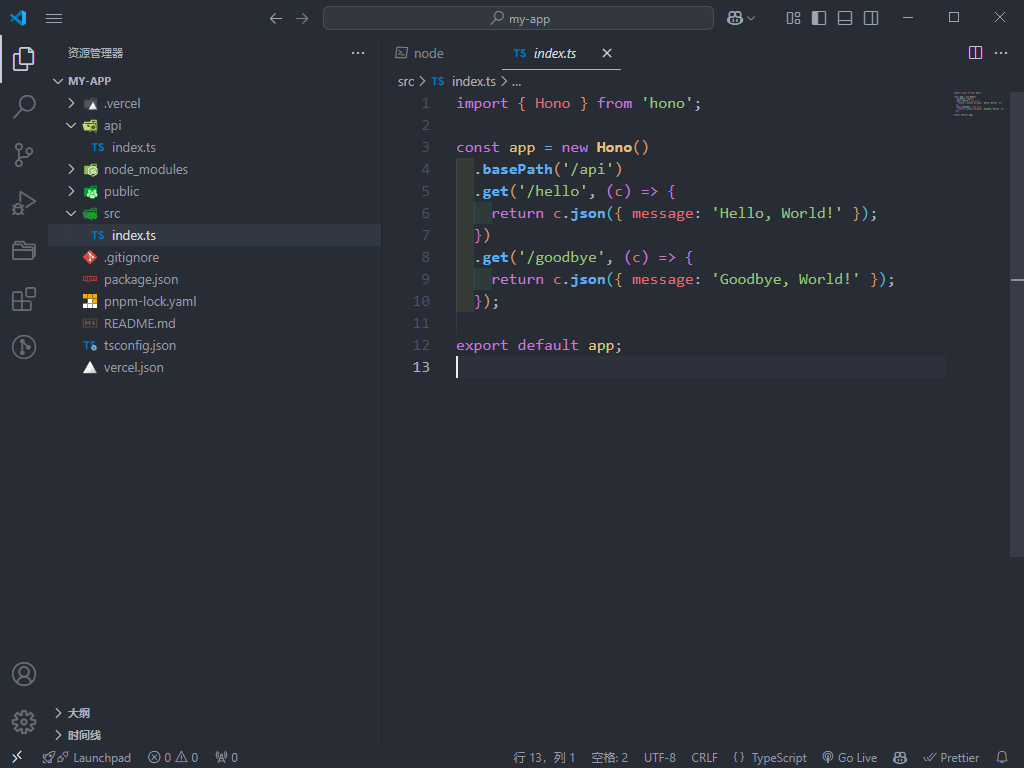 my-app
资源管理器
MY-APP
.vercel
api
TS index.ts
node_modules
public
src
TS index.ts
.gitignore
package.json
pnpm-lock.yaml
README.md
tsconfig.json
vercel.json
大纲
时间线
node
TS index.ts
src > TS index.ts > ...
1 import { Hono } from 'hono';
2
3 const app = new Hono()
4 .basePath('/api')
5 .get('/hello', (c) => {
6 return c.json({ message: 'Hello, World!' });
7 })
8 .get('/goodbye', (c) => {
9 return c.json({ message: 'Goodbye, World!' });
10 });
11
12 export default app;
13
Launchpad 0 0 0 行 13，列 1 空格: 2 UTF-8 CRLF {} TypeScript Go Live Prettier